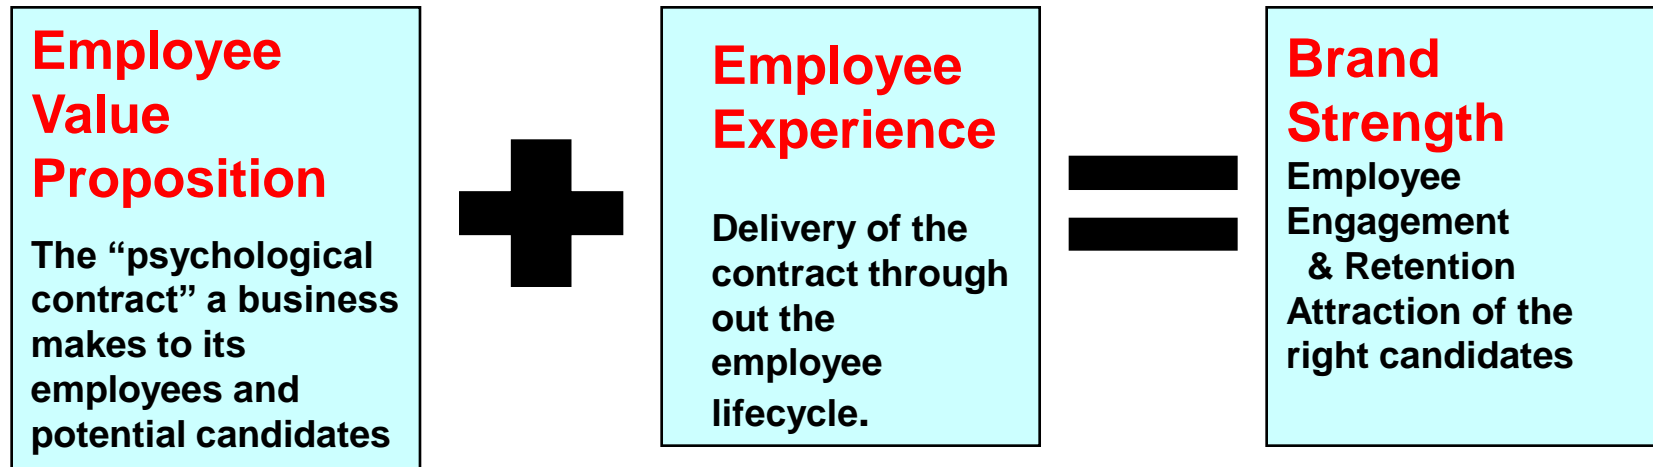 Employee
Value
Proposition
The “psychological
contract” a business
makes to its
employees and
potential candidates
Employee
Experience
Delivery of the
contract through
out the
employee
lifecycle.
Brand
Strength
Employee
Engagement
& Retention
Attraction of the
right candidates